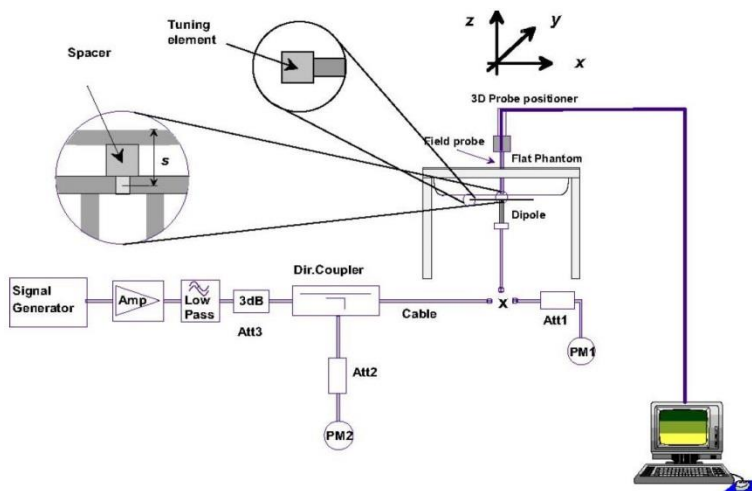 Tuning
element
Spacer
s
z
y
x
3D Probe positioner
Field probe
Flat Phantom
Dipole
Signal
Generator
Amp
Low
Pass
3dB
Att3
Dir.Coupler
Cable
x
Att1
PM1
Att2
PM2